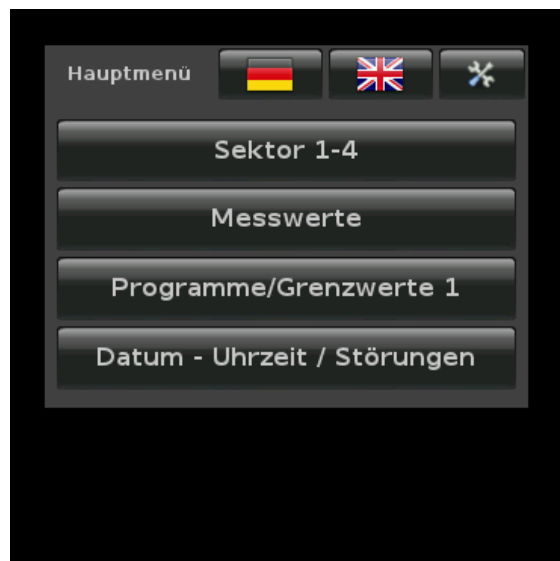 Hauptmenü
Sektor 1-4
Messwerte
Programme/Grenzwerte 1
Datum - Uhrzeit / Störungen